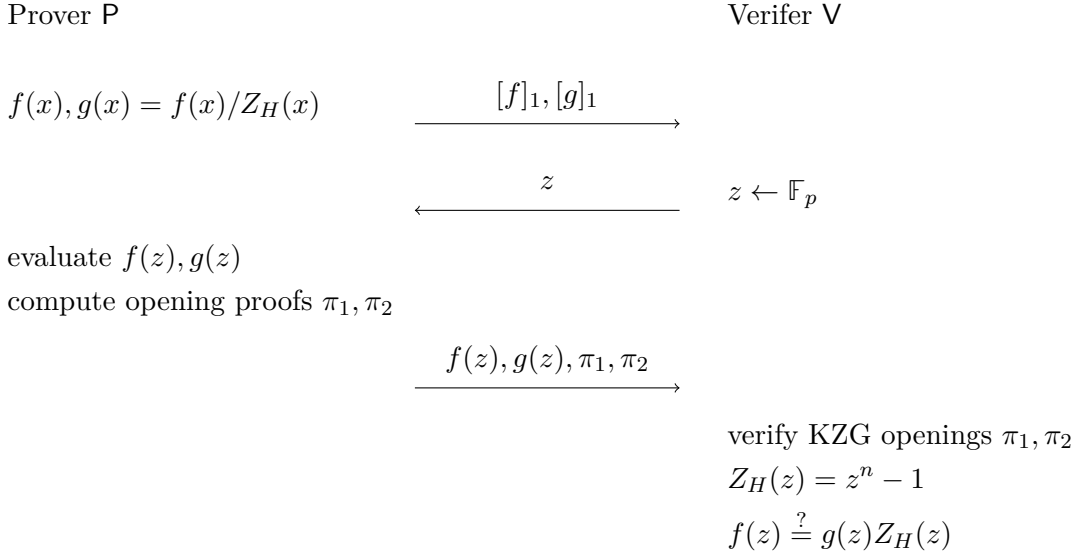 Prover P
Verifer V
f(x), g(x) = f(x)/Z_H(x)
[f]_1, [g]_1
z
z ← 𝔽_p
evaluate f(z), g(z)
compute opening proofs π_1, π_2
f(z), g(z), π_1, π_2
verify KZG openings π_1, π_2
Z_H(z) = z^n − 1
f(z) ≟ g(z)Z_H(z)